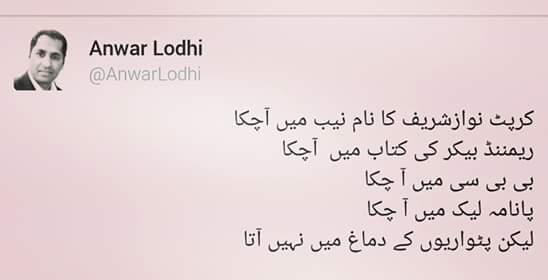 Anwar Lodhi
@AnwarLodhi
کرپٹ نوازشریف کا نام نیب میں آچکا
ریمنڈ بیکر کی کتاب میں آچکا
بی بی سی میں آ چکا
پانامہ لیک میں آ چکا
لیکن پٹواریوں کے دماغ میں نہیں آتا